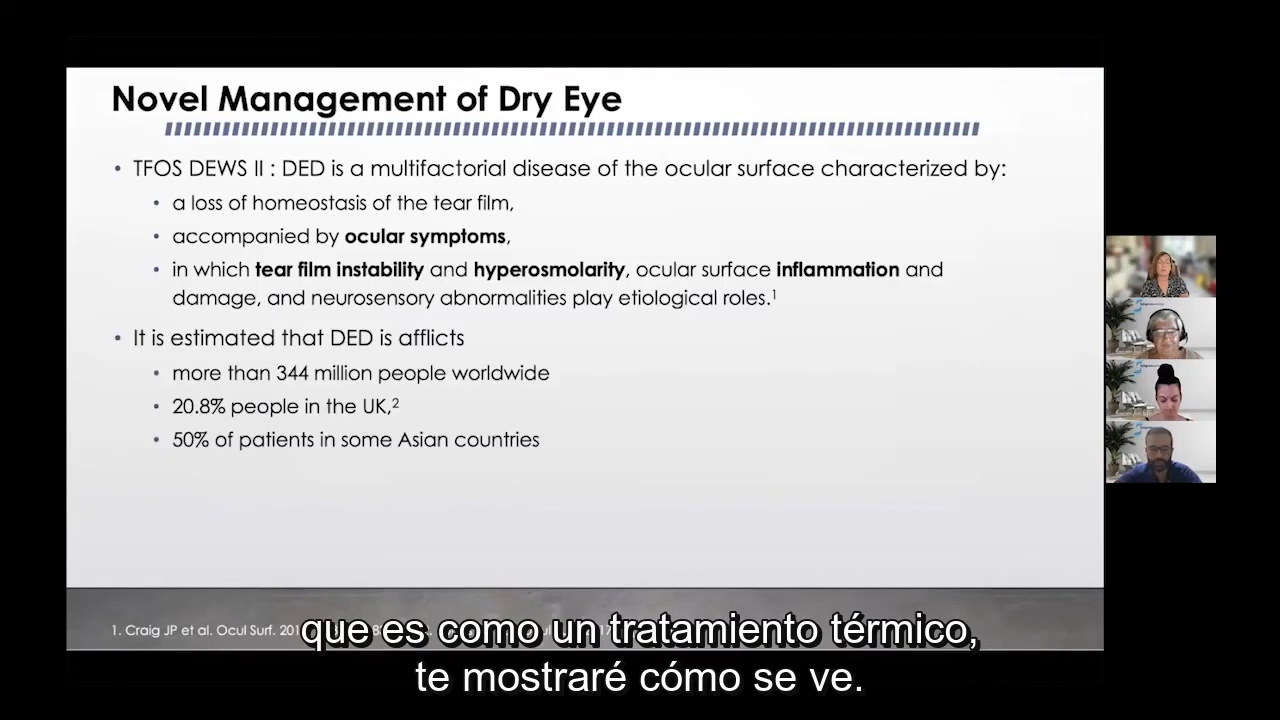 Novel Management of Dry Eye
• TFOS DEWS II : DED is a multifactorial disease of the ocular surface characterized by:
• a loss of homeostasis of the tear film,
• accompanied by ocular symptoms,
• in which tear film instability and hyperosmolarity, ocular surface inflammation and
damage, and neurosensory abnormalities play etiological roles.1
• It is estimated that DED is afflicts
• more than 344 million people worldwide
• 20.8% people in the UK,2
• 50% of patients in some Asian countries
1. Craig JP et al. Ocul Surf.
que es como un tratamiento térmico,
te mostraré cómo se ve.